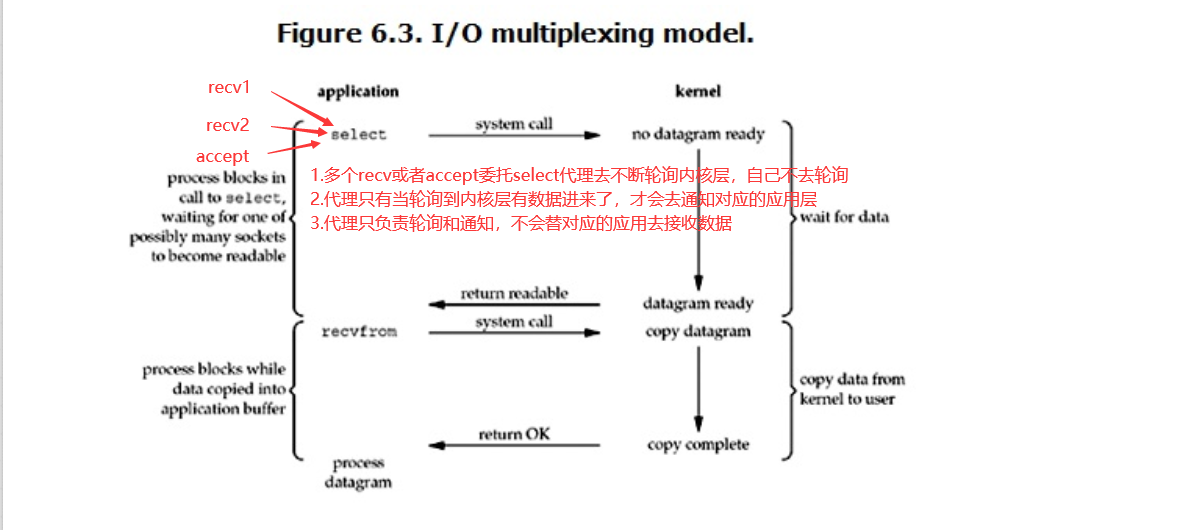 Figure 6.3. I/O multiplexing model.
recv1
application
kernel
recv2
select
system call
no datagram ready
accept
1.多个recv或者accept委托select代理去不断轮询内核层，自己不去轮询
2.代理只有当轮询到内核层有数据进来了，才会去通知对应的应用层
3.代理只负责轮询和通知，不会替对应的应用去接收数据
process blocks in
call to select,
waiting for one of
possibly many sockets
to become readable
wait for data
return readable
datagram ready
recvfrom
system call
copy datagram
process blocks while
data copied into
application buffer
copy data from
kernel to user
return OK
copy complete
process
datagram